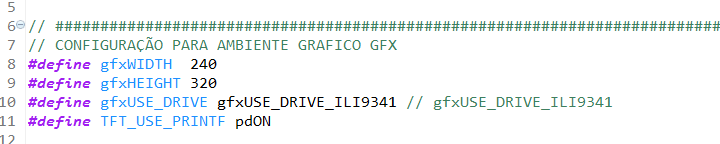 5
6 // ##########################################################################
7 // CONFIGURAÇÃO PARA AMBIENTE GRAFICO GFX
8 #define gfxWIDTH  240
9 #define gfxHEIGHT 320
10 #define gfxUSE_DRIVE gfxUSE_DRIVE_ILI9341 // gfxUSE_DRIVE_ILI9341
11 #define TFT_USE_PRINTF pdON
12